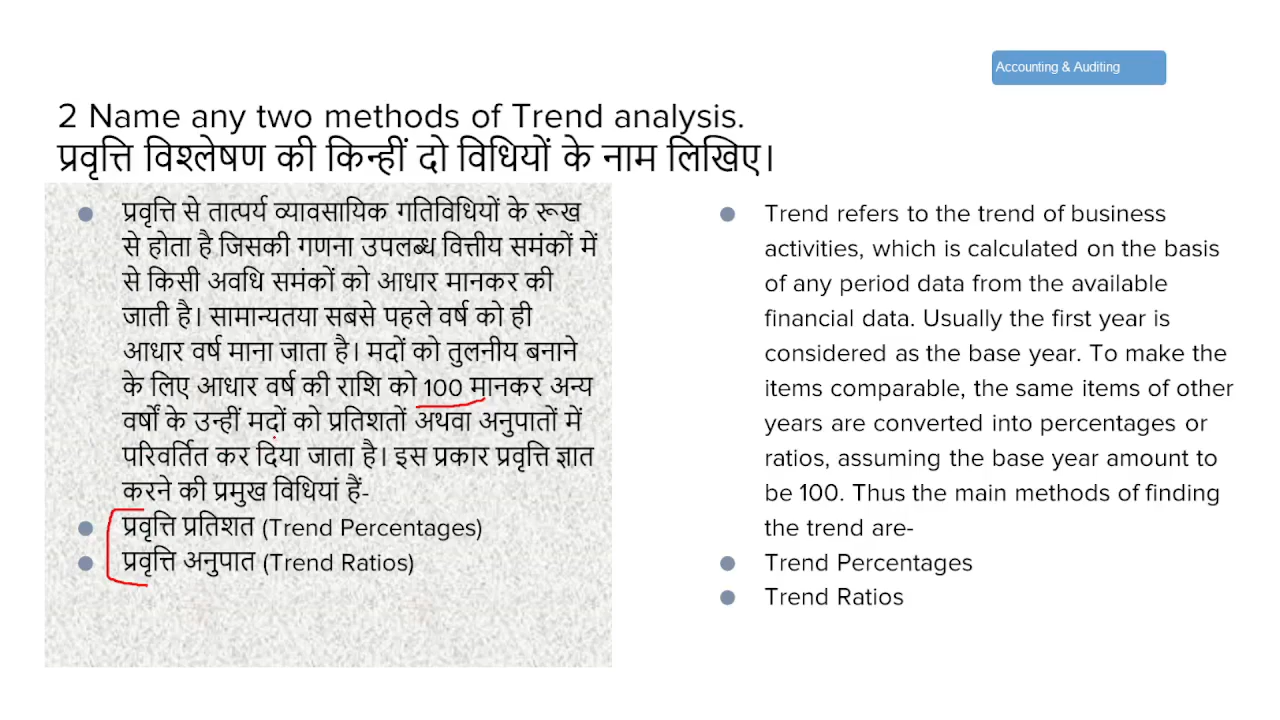 Accounting & Auditing
2 Name any two methods of Trend analysis.
प्रवृत्ति विश्लेषण की किन्हीं दो विधियों के नाम लिखिए।
प्रवृत्ति से तात्पर्य व्यावसायिक गतिविधियों के रूख
से होता है जिसकी गणना उपलब्ध वित्तीय समंकों में
से किसी अवधि समंकों को आधार मानकर की
जाती है। सामान्यतया सबसे पहले वर्ष को ही
आधार वर्ष माना जाता है। मदों को तुलनीय बनाने
के लिए आधार वर्ष की राशि को 100 मानकर अन्य
वर्षों के उन्हीं मदों को प्रतिशतों अथवा अनुपातों में
परिवर्तित कर दिया जाता है। इस प्रकार प्रवृत्ति ज्ञात
करने की प्रमुख विधियां हैं-
प्रवृत्ति प्रतिशत (Trend Percentages)
प्रवृत्ति अनुपात (Trend Ratios)
Trend refers to the trend of business
activities, which is calculated on the basis
of any period data from the available
financial data. Usually the first year is
considered as the base year. To make the
items comparable, the same items of other
years are converted into percentages or
ratios, assuming the base year amount to
be 100. Thus the main methods of finding
the trend are-
Trend Percentages
Trend Ratios